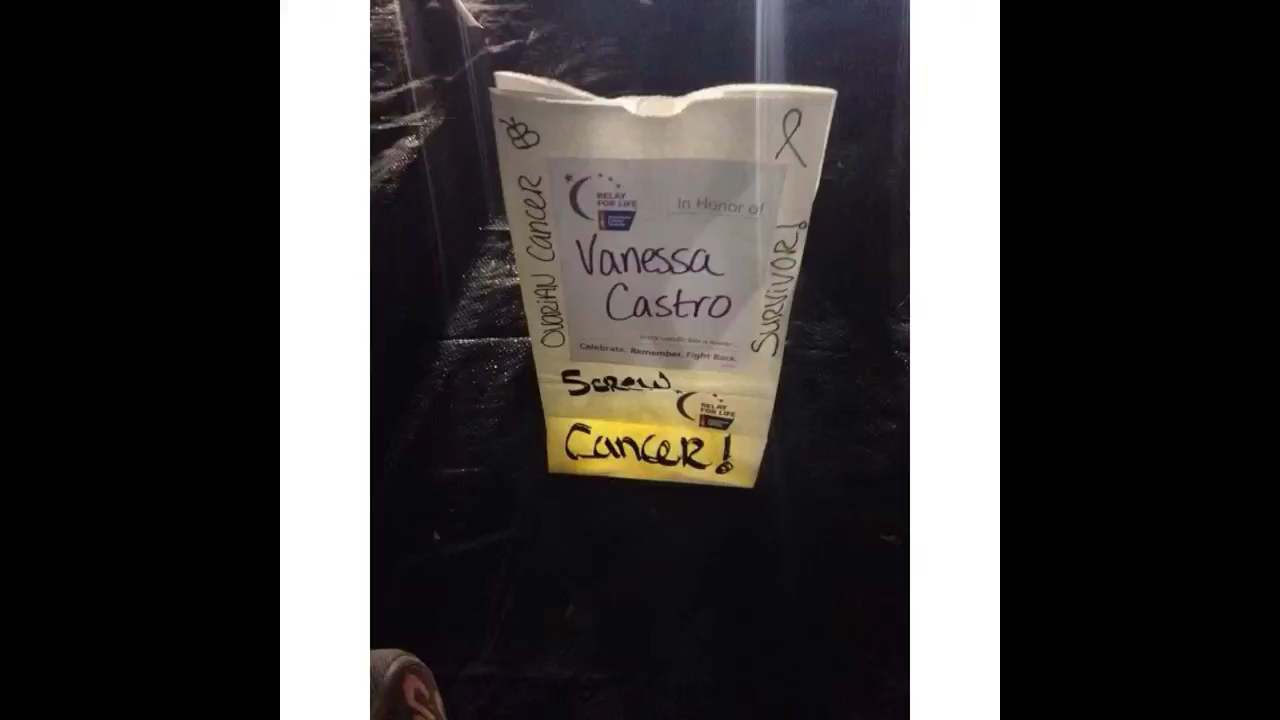 OVARIAN CANCER
RELAY
FOR LIFE
In Honor of
Vanessa
Castro
Celebrate. Remember. Fight Back.
SURVIVOR!
SCREW
RELAY
FOR LIFE
CANCER!